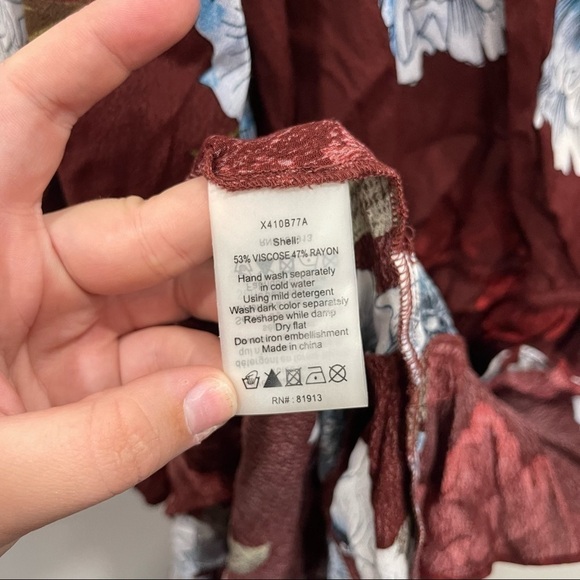 X410B77A
Shell:
53% VISCOSE 47% RAYON
Hand wash separately
in cold water
Using mild detergent
Wash dark color separately
Reshape while damp
Dry flat
Do not iron embellishment
Made in china
RN# : 81913